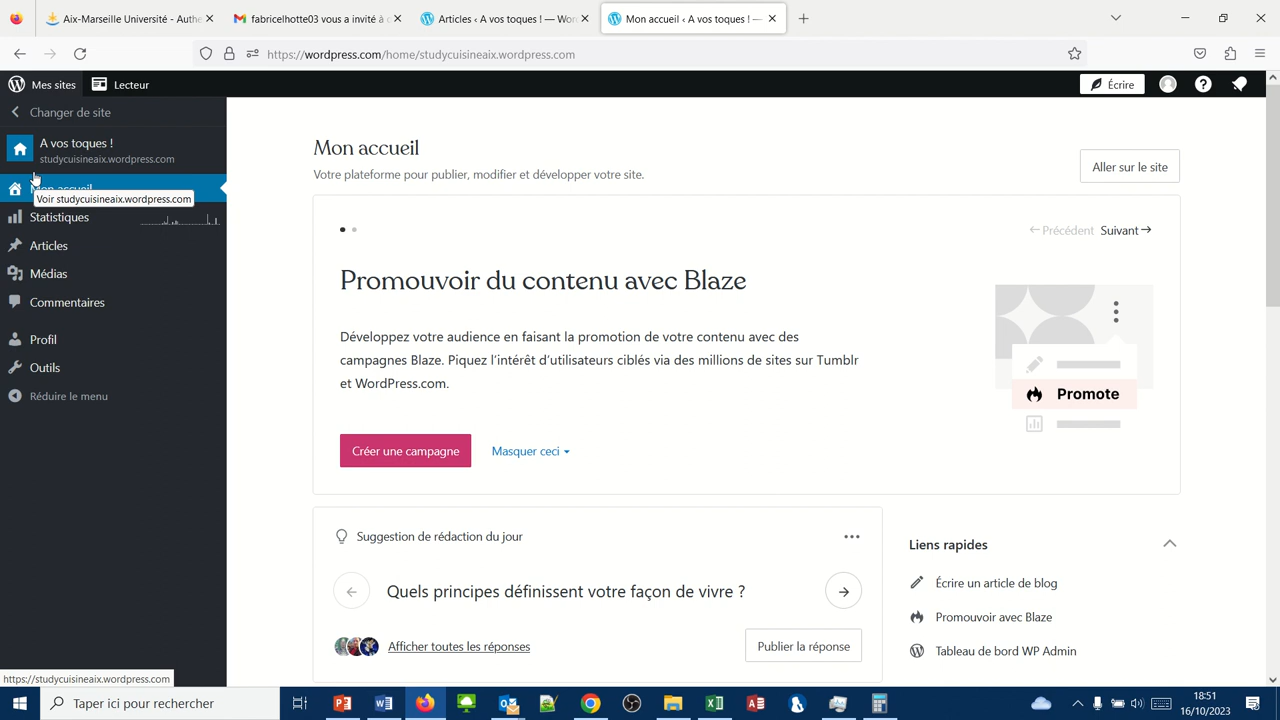 Aix-Marseille Université - Authe
fabricelhotte03 vous a invité à c
Articles ‹ A vos toques ! — Wor
Mon accueil ‹ A vos toques ! —
https://wordpress.com/home/studycuisineaix.wordpress.com
Mes sites
Lecteur
Écrire
Changer de site
A vos toques !
studycuisineaix.wordpress.com
Mon accueil
Voir studycuisineaix.wordpress.com
Statistiques
Articles
Médias
Commentaires
Profil
Outils
Réduire le menu
Mon accueil
Votre plateforme pour publier, modifier et développer votre site.
Aller sur le site
Précédent Suivant
Promouvoir du contenu avec Blaze
Développez votre audience en faisant la promotion de votre contenu avec des
campagnes Blaze. Piquez l'intérêt d'utilisateurs ciblés via des millions de sites sur Tumblr
et WordPress.com.
Promote
Créer une campagne
Masquer ceci
Suggestion de rédaction du jour
Quels principes définissent votre façon de vivre ?
Afficher toutes les réponses
Publier la réponse
Liens rapides
Écrire un article de blog
Promouvoir avec Blaze
Tableau de bord WP Admin
https://studycuisineaix.wordpress.com
Taper ici pour rechercher
18:51
16/10/2023